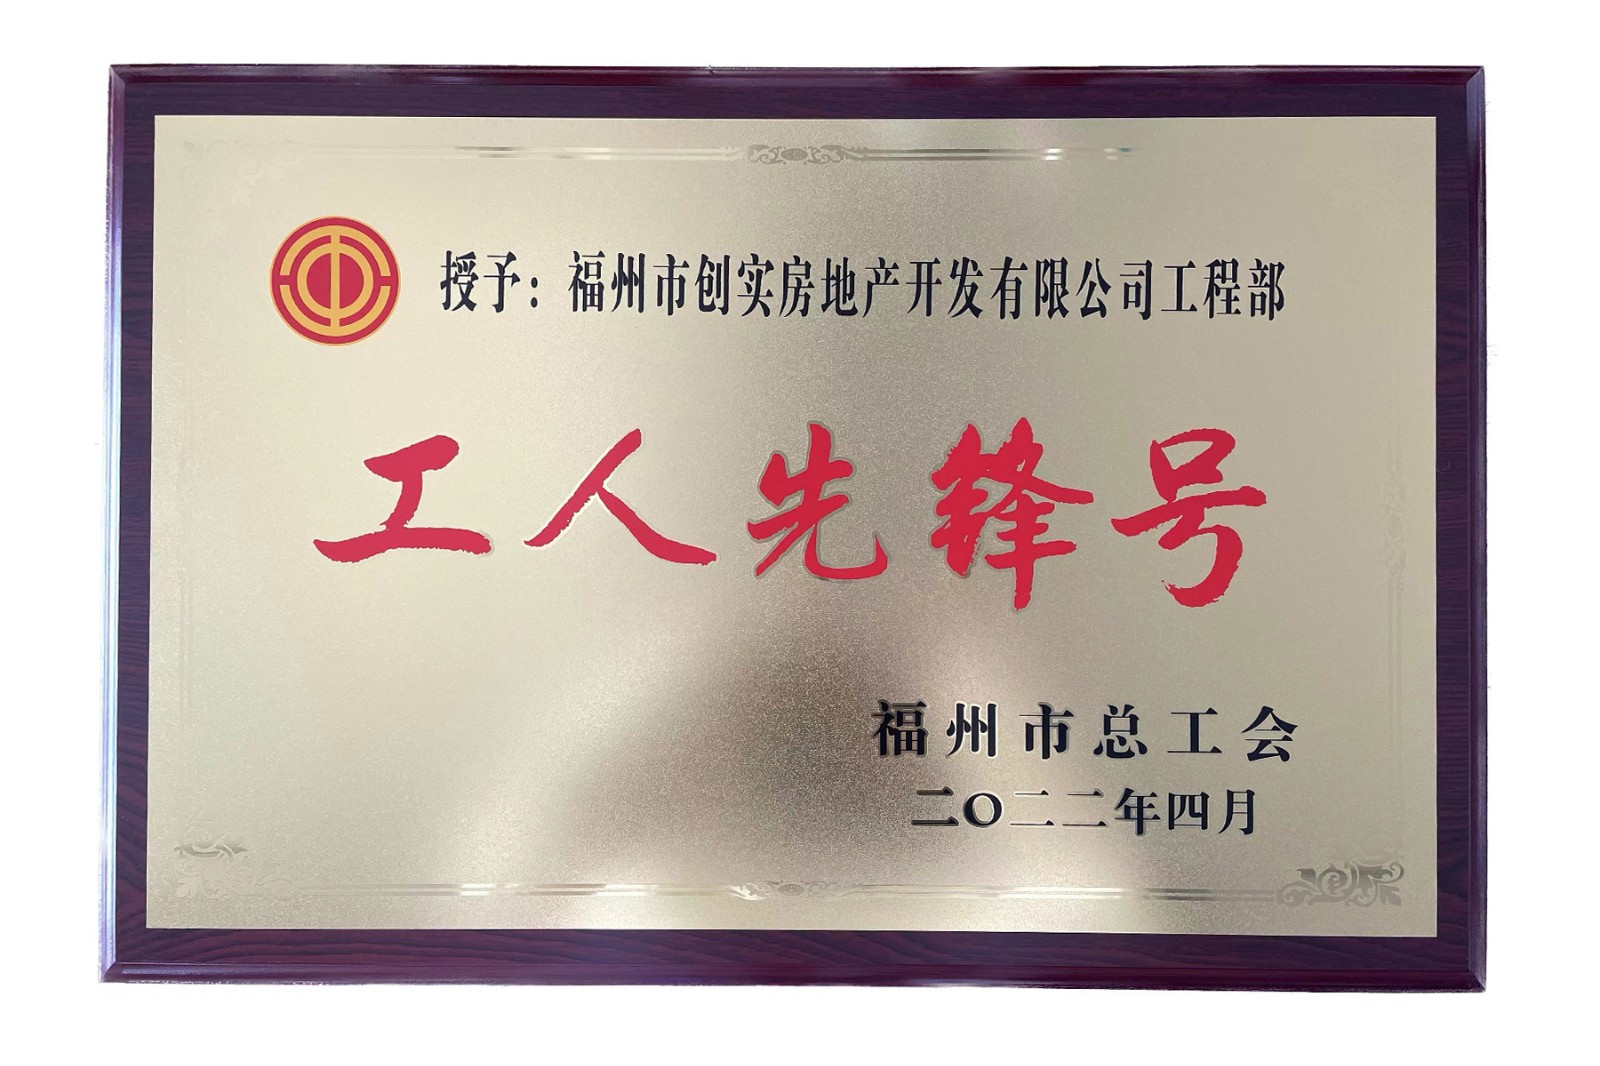 授予：福州市创实房地产开发有限公司工程部
工人先锋号
福州市总工会
二〇二二年四月